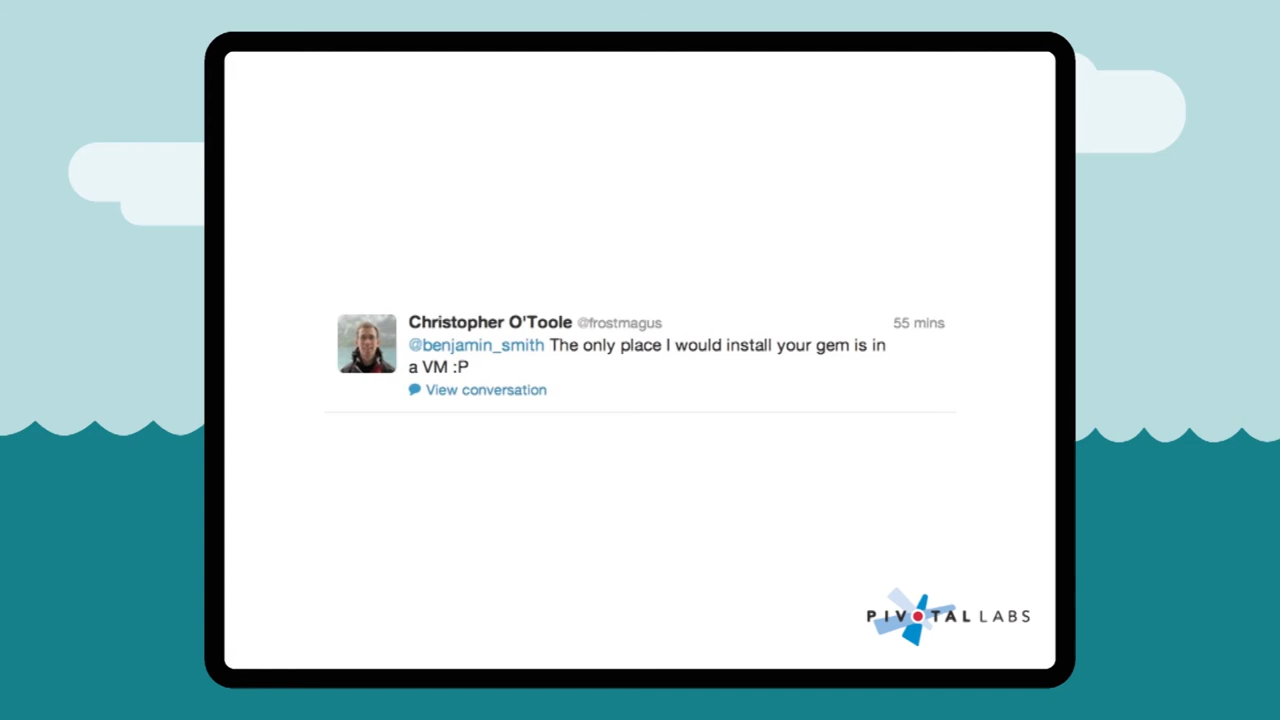 Christopher O'Toole @frostmagus 55 mins
@benjamin_smith The only place I would install your gem is in
a VM :P
View conversation
PIVOTAL LABS